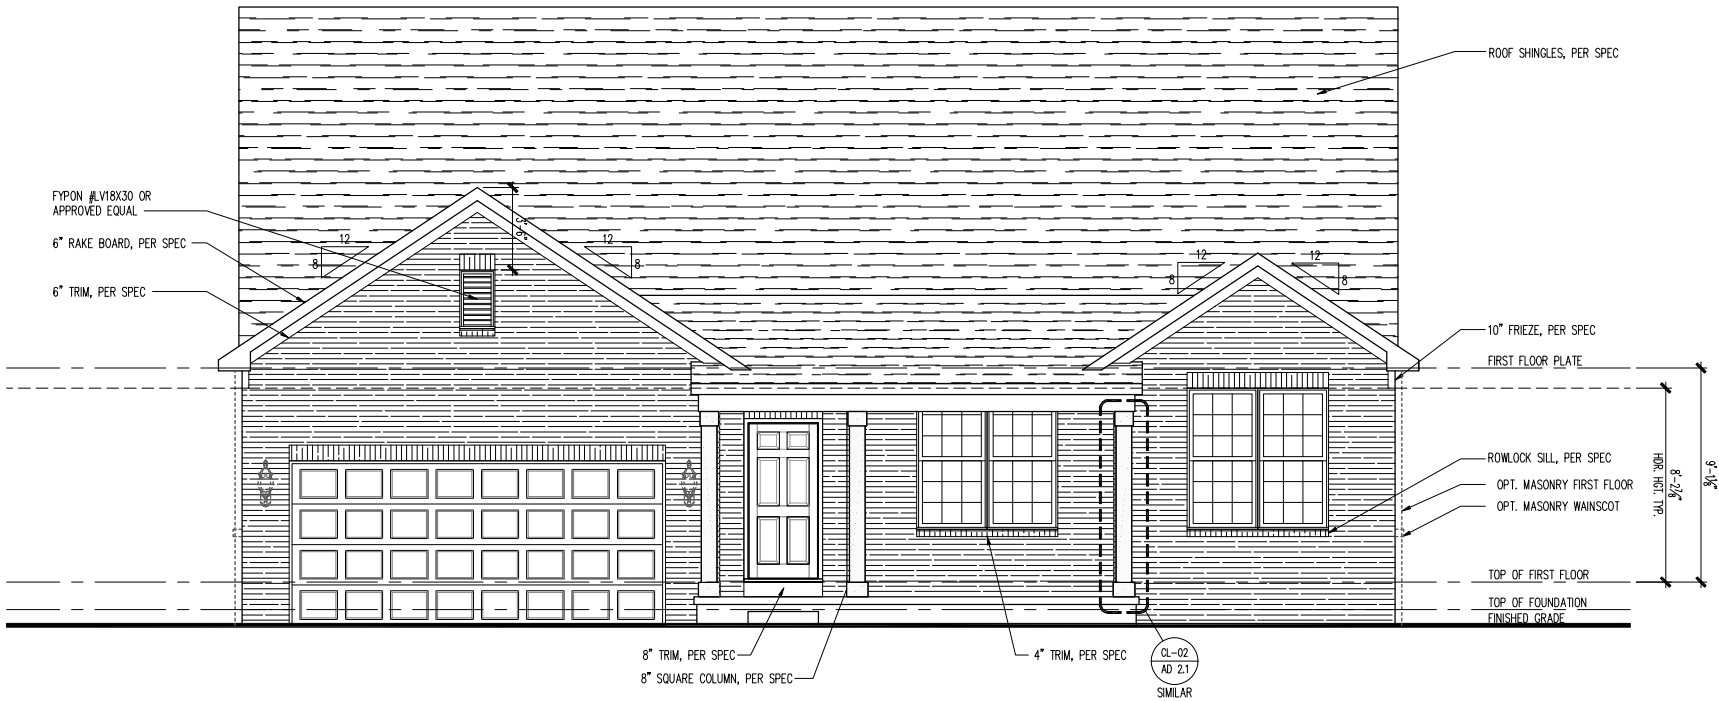 ROOF SHINGLES, PER SPEC
FYPON #LV18X30 OR
APPROVED EQUAL
6" RAKE BOARD, PER SPEC
6" TRIM, PER SPEC
12
8
3'-6"
12
8
12
8
12
8
10" FRIEZE, PER SPEC
FIRST FLOOR PLATE
ROWLOCK SILL, PER SPEC
OPT. MASONRY FIRST FLOOR
OPT. MASONRY WAINSCOT
HDR. HGT. TYP.
8'-2⅞"
9'-1⅛"
TOP OF FIRST FLOOR
TOP OF FOUNDATION
FINISHED GRADE
8" TRIM, PER SPEC
8" SQUARE COLUMN, PER SPEC
4" TRIM, PER SPEC
CL-02
AD 2.1
SIMILAR